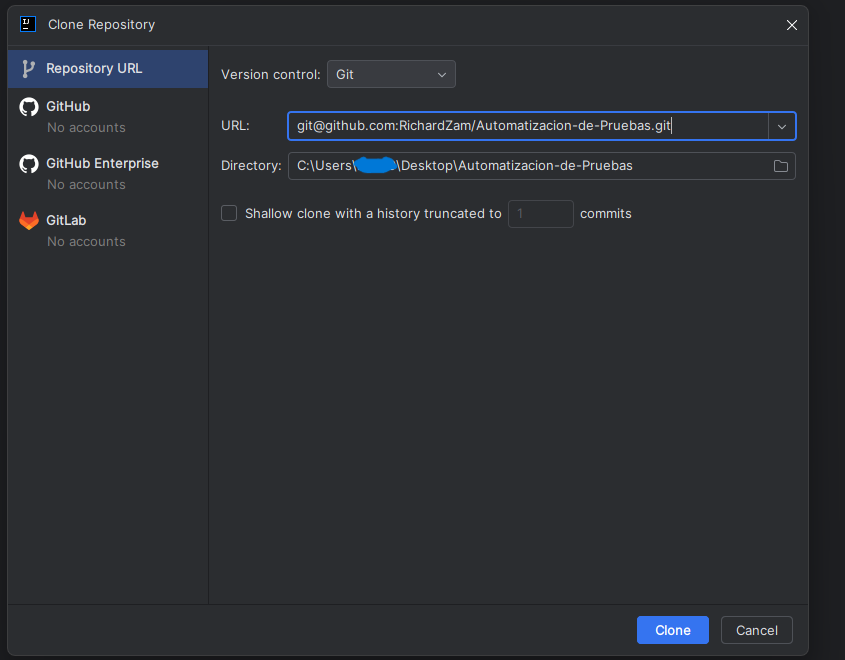 Clone Repository
Repository URL
GitHub
No accounts
GitHub Enterprise
No accounts
GitLab
No accounts
Version control: Git
URL: git@github.com:RichardZam/Automatizacion-de-Pruebas.git
Directory: C:\Users\ \Desktop\Automatizacion-de-Pruebas
Shallow clone with a history truncated to 1 commits
Clone Cancel